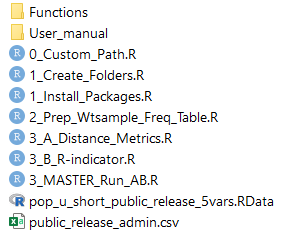 Functions
User_manual
0_Custom_Path.R
1_Create_Folders.R
1_Install_Packages.R
2_Prep_Wtsample_Freq_Table.R
3_A_Distance_Metrics.R
3_B_R-indicator.R
3_MASTER_Run_AB.R
pop_u_short_public_release_5vars.RData
public_release_admin.csv